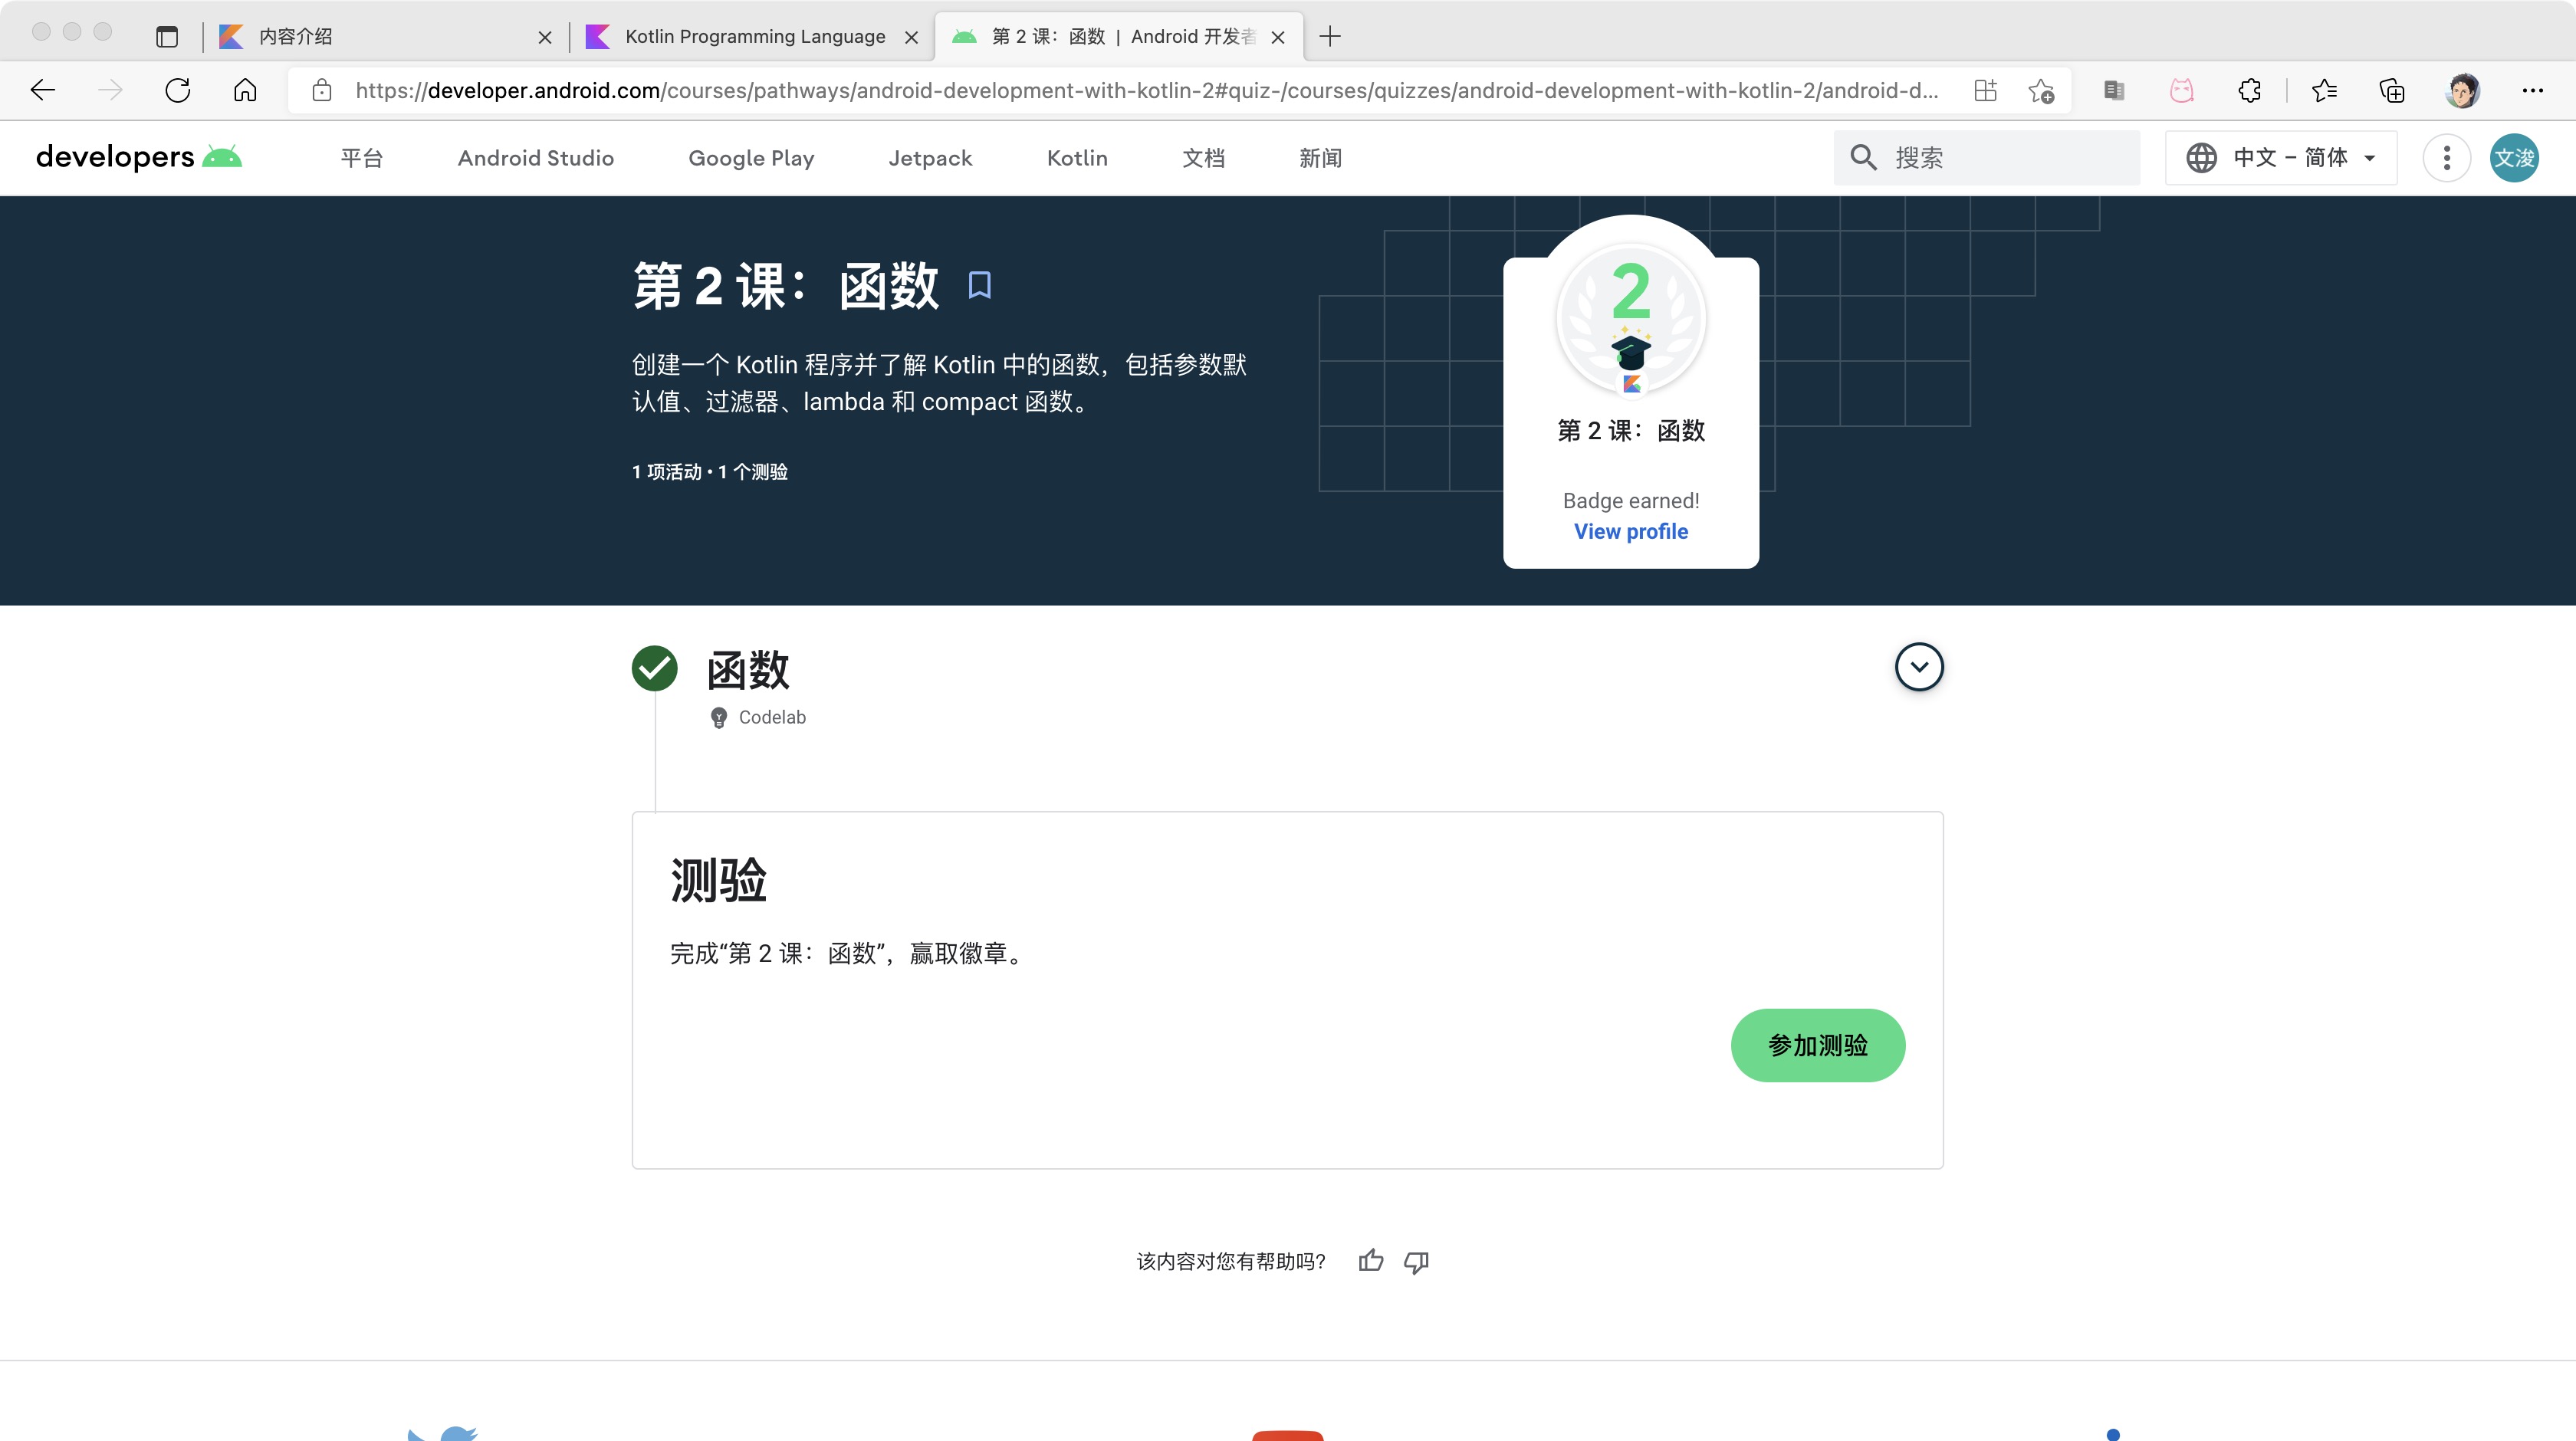 内容介绍
Kotlin Programming Language
第 2 课：函数 | Android 开发者
https://developer.android.com/courses/pathways/android-development-with-kotlin-2#quiz-/courses/quizzes/android-development-with-kotlin-2/android-d...
developers
平台
Android Studio
Google Play
Jetpack
Kotlin
文档
新闻
搜索
中文 – 简体
文浚
第 2 课：函数
创建一个 Kotlin 程序并了解 Kotlin 中的函数，包括参数默
认值、过滤器、lambda 和 compact 函数。
1 项活动 • 1 个测验
2
第 2 课：函数
Badge earned!
View profile
函数
Codelab
测验
完成“第 2 课：函数”，赢取徽章。
参加测验
该内容对您有帮助吗?